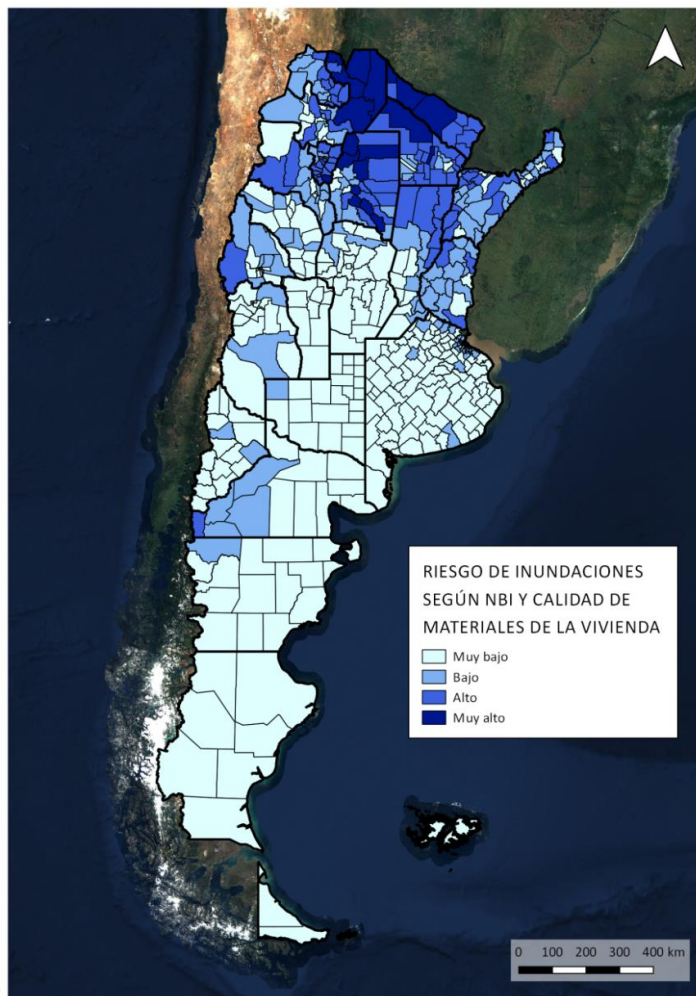 RIESGO DE INUNDACIONES
SEGÚN NBI Y CALIDAD DE
MATERIALES DE LA VIVIENDA
Muy bajo
Bajo
Alto
Muy alto
0 100 200 300 400 km